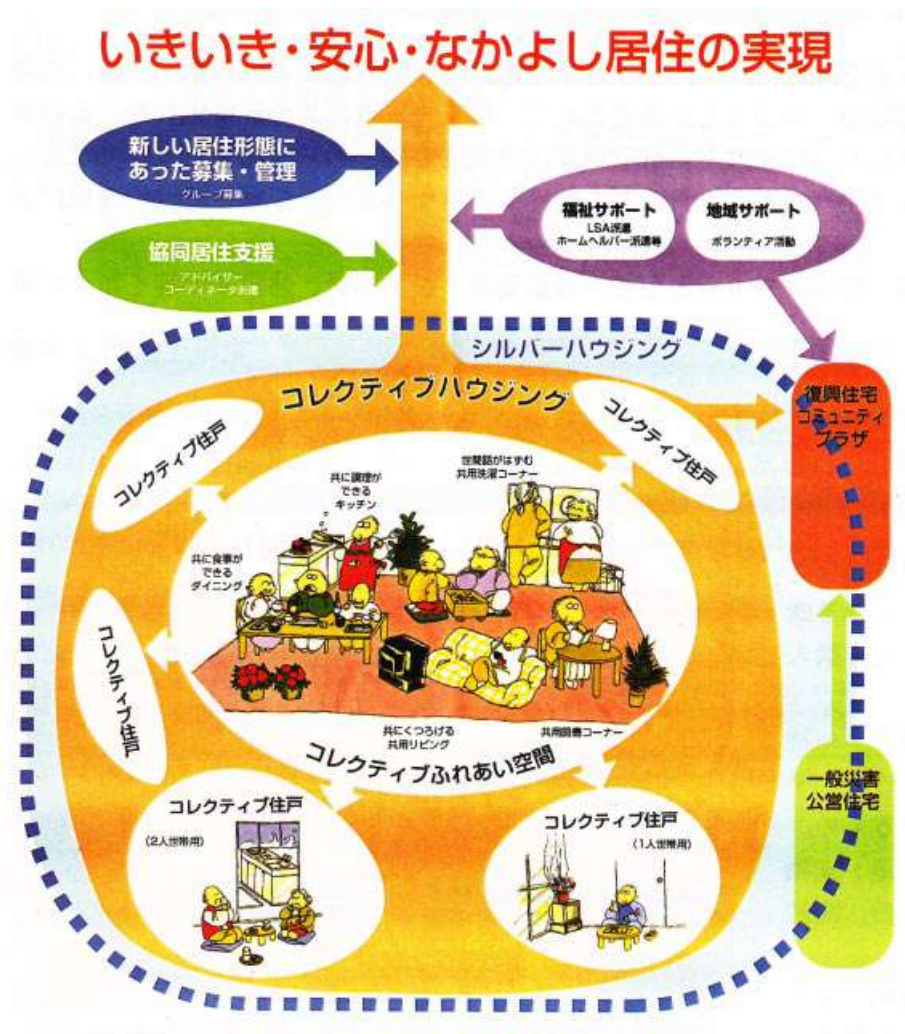 いきいき・安心・なかよし居住の実現
新しい居住形態に
あった募集・管理
グループ募集
協同居住支援
アドバイザー
コーディネータ派遣
福祉サポート
LSA派遣
ホームヘルパー派遣等
地域サポート
ボランティア活動
シルバーハウジング
コレクティブハウジング
復興住宅
コミュニティ
プラザ
コレクティブ住戸
コレクティブ住戸
世間話がはずむ
共用洗濯コーナー
共に調理が
できる
キッチン
共に食事が
できる
ダイニング
コレクティブ住戸
共にくつろげる
共用リビング
共用図書コーナー
コレクティブふれあい空間
一般災害
公営住宅
コレクティブ住戸
(2人世帯用)
コレクティブ住戸
(1人世帯用)